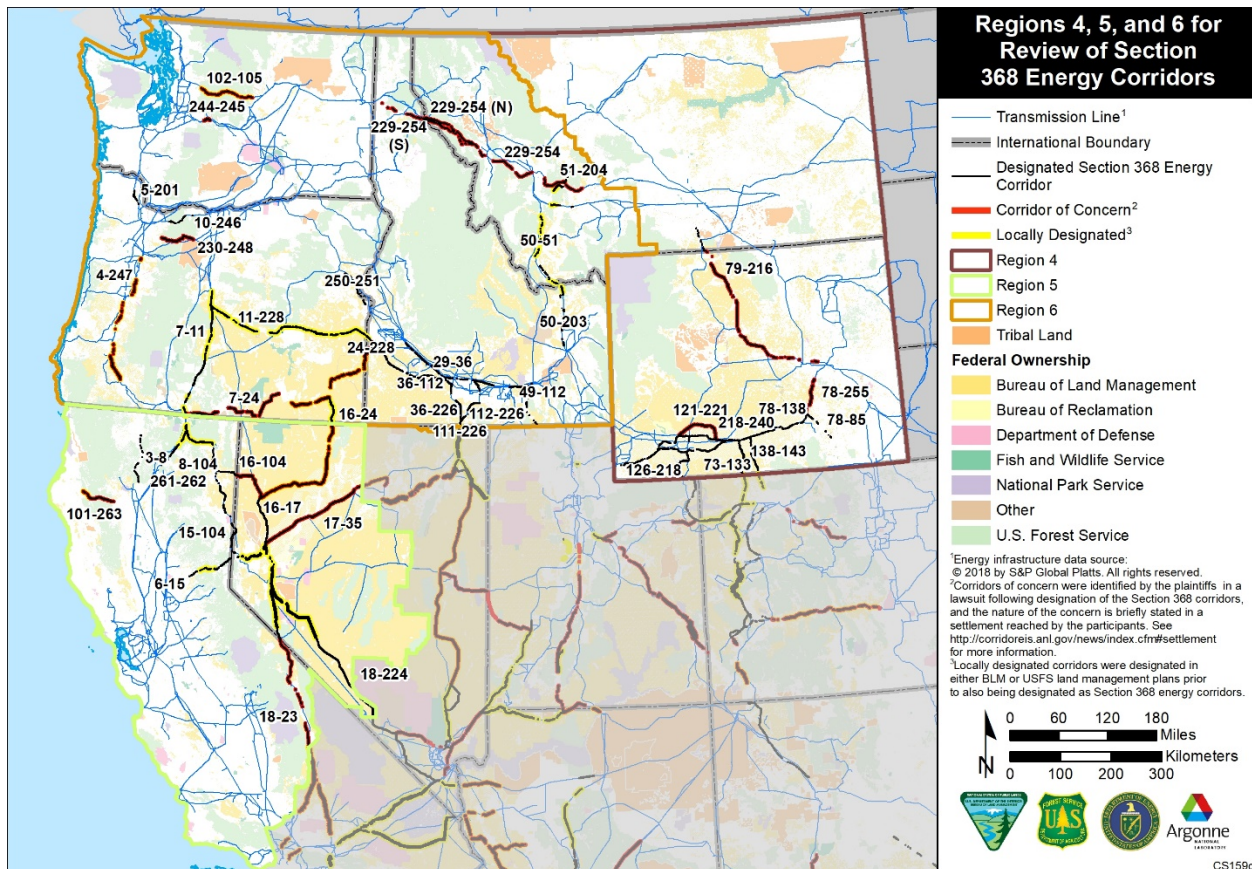 Regions 4, 5, and 6 for
Review of Section
368 Energy Corridors
Transmission Line1
International Boundary
Designated Section 368 Energy
Corridor
Corridor of Concern2
Locally Designated3
Region 4
Region 5
Region 6
Tribal Land
Federal Ownership
Bureau of Land Management
Bureau of Reclamation
Department of Defense
Fish and Wildlife Service
National Park Service
Other
U.S. Forest Service
1Energy infrastructure data source:
© 2018 by S&P Global Platts. All rights reserved.
2Corridors of concern were identified by the plaintiffs in a
lawsuit following designation of the Section 368 corridors,
and the nature of the concern is briefly stated in a
settlement reached by the participants. See
http://corridoreis.anl.gov/news/index.cfm#settlement
for more information.
3Locally designated corridors were designated in
either BLM or USFS land management plans prior
to also being designated as Section 368 energy corridors.
0 60 120 180
Miles
Kilometers
0 100 200 300
N
FOREST SERVICE
UAS
Argonne
NATIONAL
LABORATORY
CS159c
102-105
244-245
229-254 (N)
229-254
(S)
229-254
51-204
5-201
10-246
230-248
4-247
50-51
79-216
250-251
7-11
11-228
50-203
24-228
29-36
36-112
49-112
7-24
36-226
112-226
16-24
111-226
78-255
121-221
78-138
218-240
78-85
138-143
126-218
73-133
3-8
8-104
16-104
261-262
101-263
16-17
17-35
15-104
6-15
18-224
18-23